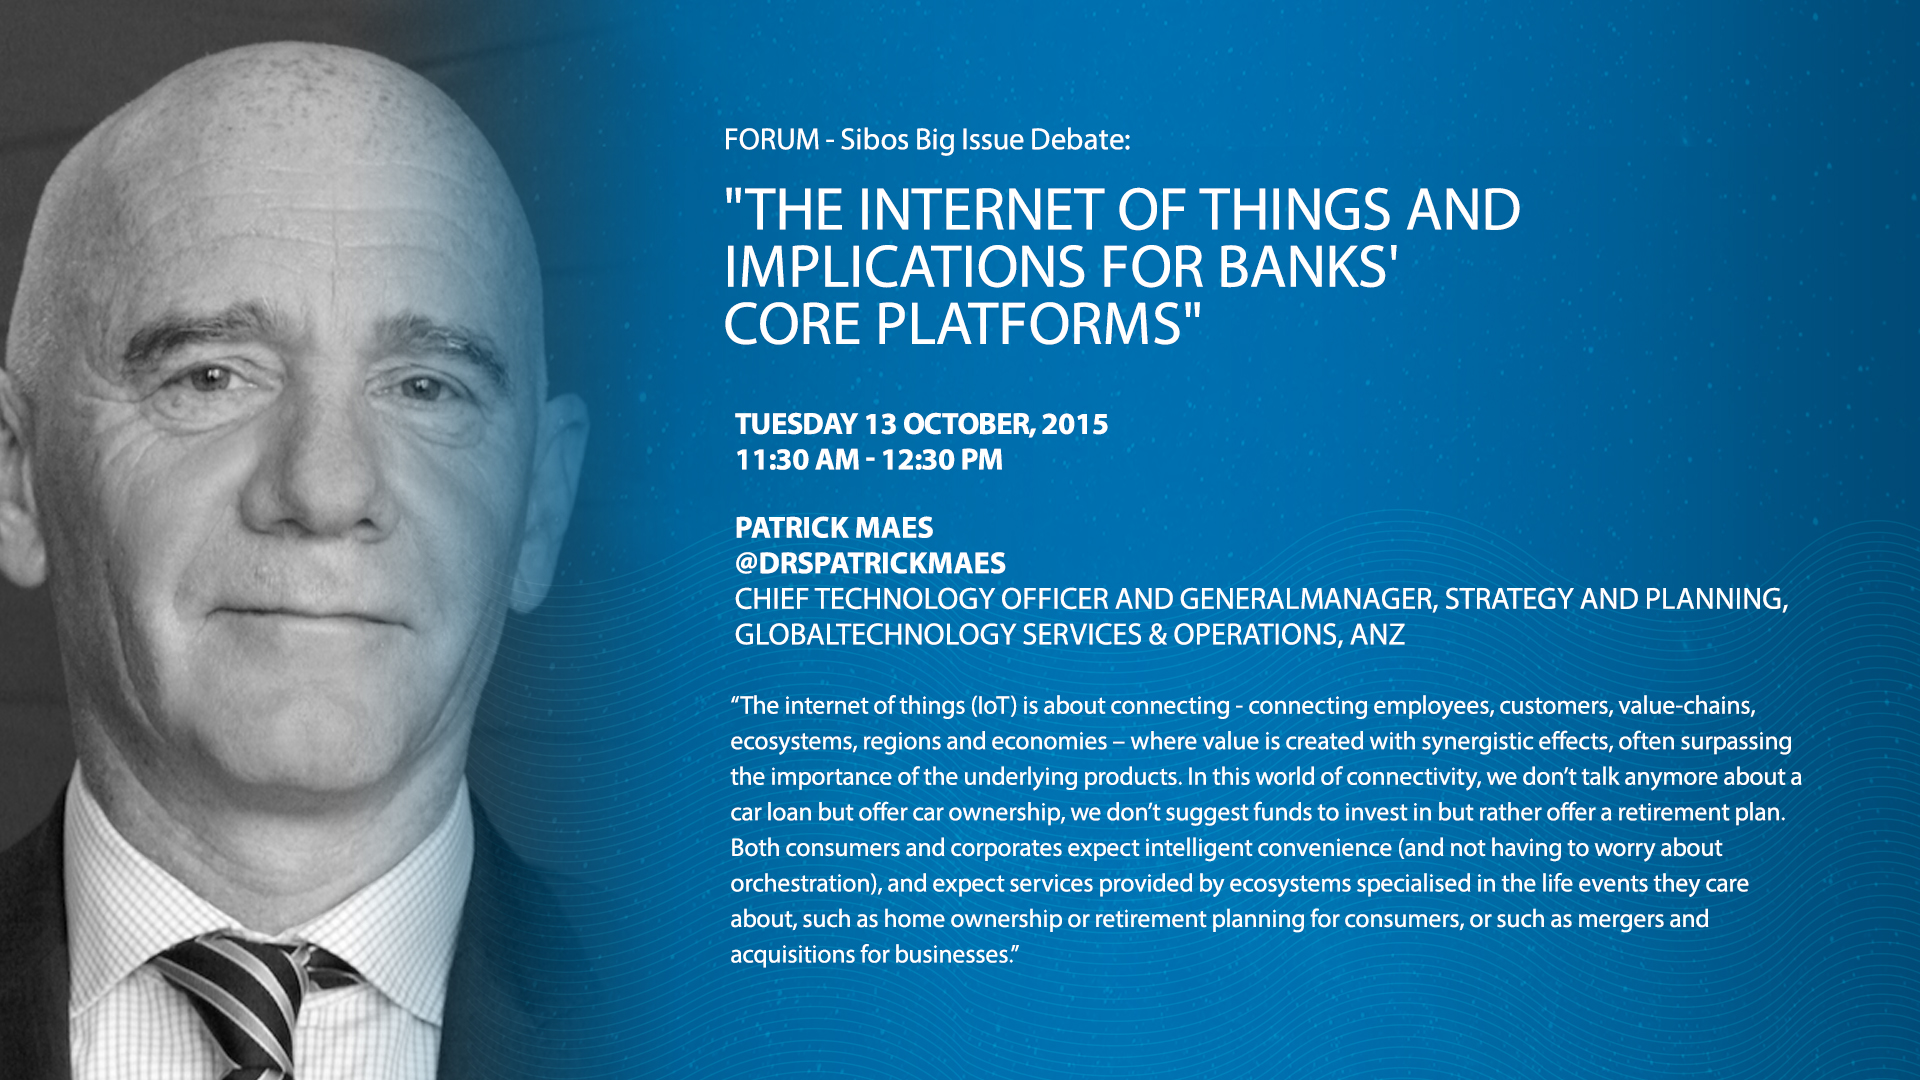 FORUM - Sibos Big Issue Debate:
"THE INTERNET OF THINGS AND
IMPLICATIONS FOR BANKS'
CORE PLATFORMS"
TUESDAY 13 OCTOBER, 2015
11:30 AM - 12:30 PM
PATRICK MAES
@DRSPATRICKMAES
CHIEF TECHNOLOGY OFFICER AND GENERALMANAGER, STRATEGY AND PLANNING,
GLOBALTECHNOLOGY SERVICES & OPERATIONS, ANZ
“The internet of things (IoT) is about connecting - connecting employees, customers, value-chains,
ecosystems, regions and economies – where value is created with synergistic effects, often surpassing
the importance of the underlying products. In this world of connectivity, we don’t talk anymore about a
car loan but offer car ownership, we don’t suggest funds to invest in but rather offer a retirement plan.
Both consumers and corporates expect intelligent convenience (and not having to worry about
orchestration), and expect services provided by ecosystems specialised in the life events they care
about, such as home ownership or retirement planning for consumers, or such as mergers and
acquisitions for businesses.”